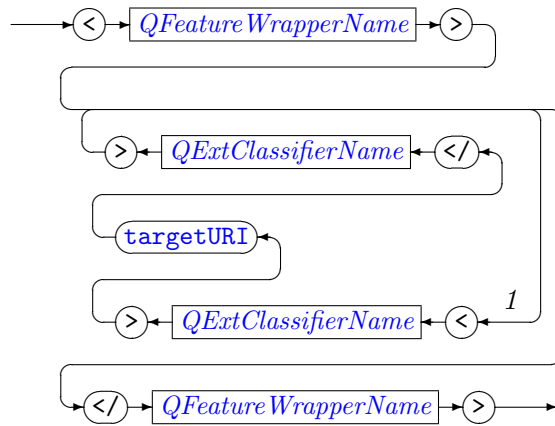 < QFeatureWrapperName >
> QExtClassifierName </
targetURI
> QExtClassifierName < 1
</ QFeatureWrapperName >